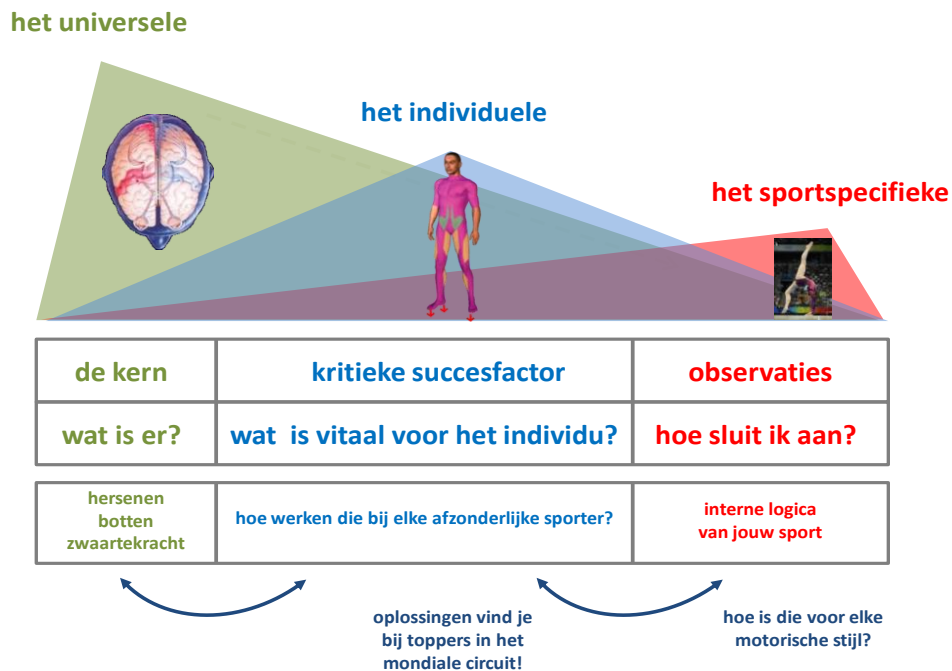 het universele
het individuele
het sportspecifieke
de kern
kritieke succesfactor
observaties
wat is er?
wat is vitaal voor het individu?
hoe sluit ik aan?
hersenen
botten
zwaartekracht
hoe werken die bij elke afzonderlijke sporter?
interne logica
van jouw sport
oplossingen vind je
bij toppers in het
mondiale circuit!
hoe is die voor elke
motorische stijl?